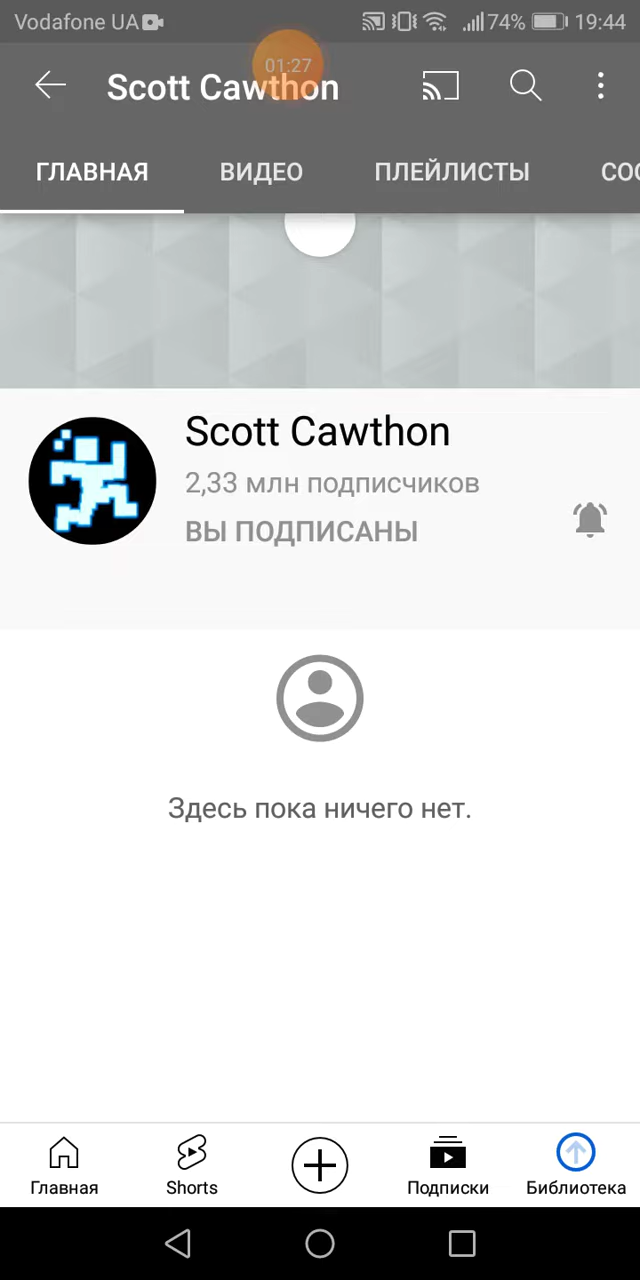 Vodafone UA 74% 19:44
01:27
Scott Cawthon
ГЛАВНАЯ ВИДЕО ПЛЕЙЛИСТЫ СОО
Scott Cawthon
2,33 млн подписчиков
ВЫ ПОДПИСАНЫ
Здесь пока ничего нет.
Главная Shorts Подписки Библиотека